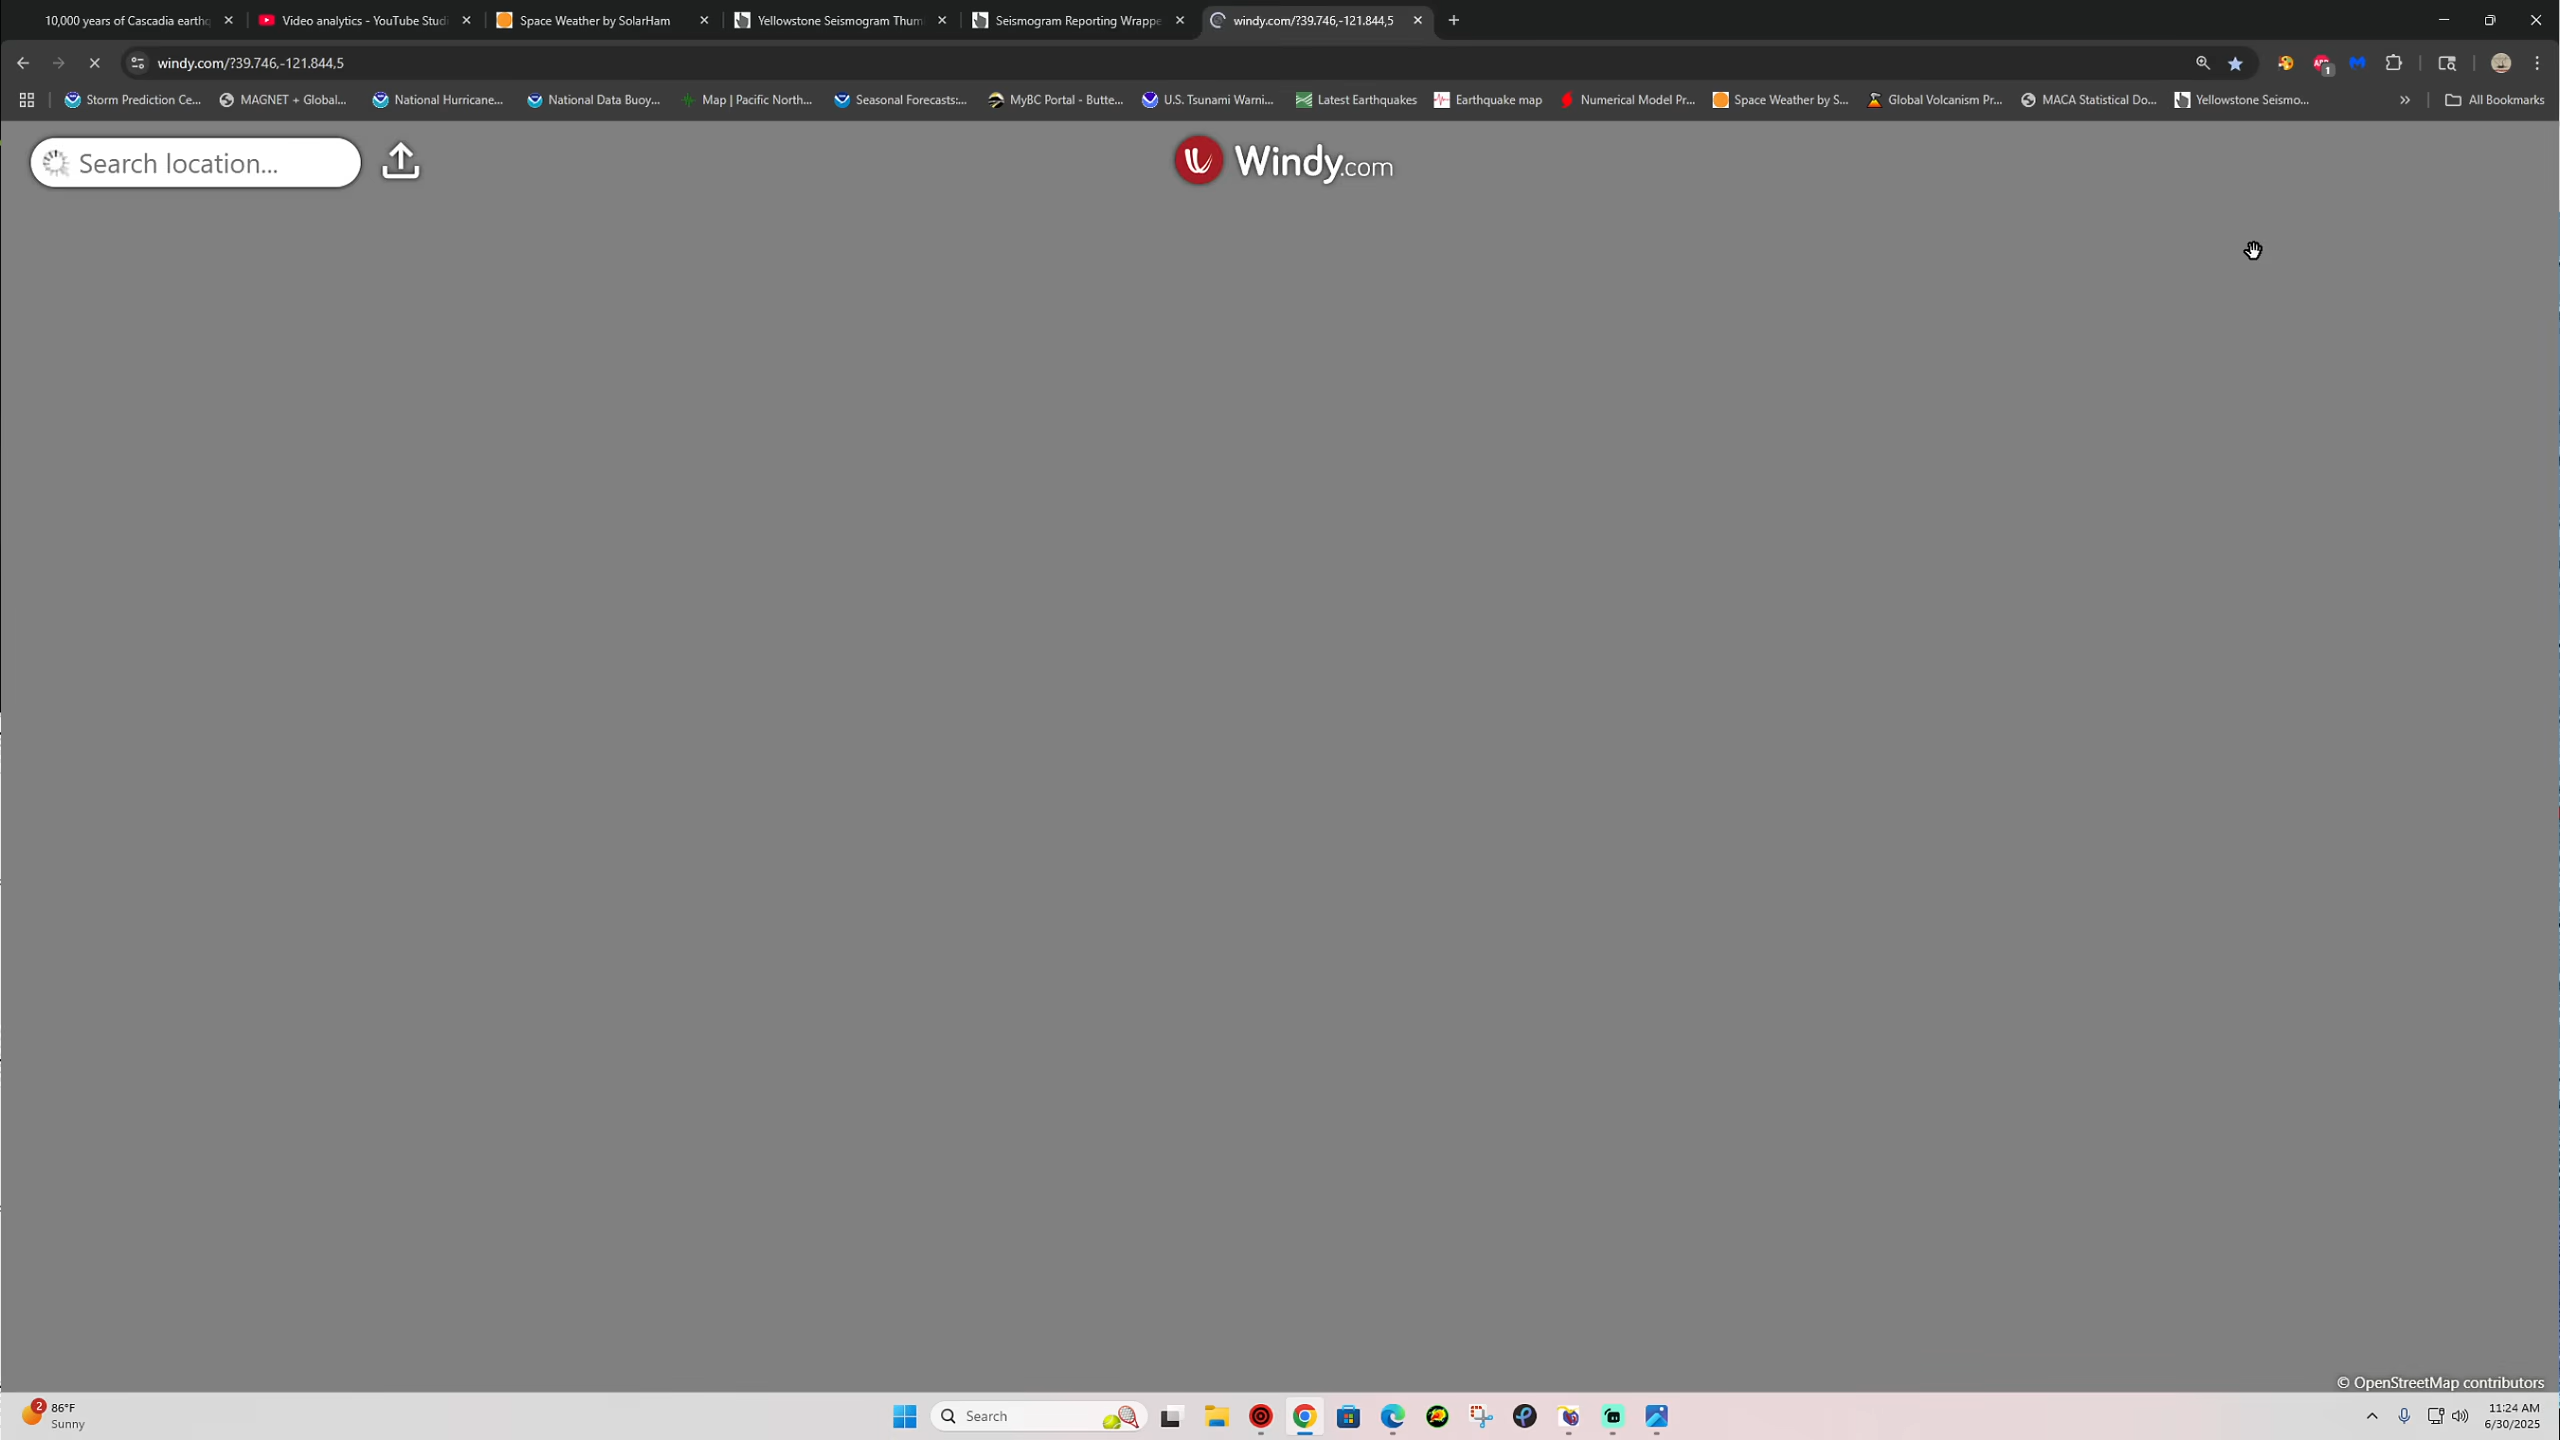 10,000 years of Cascadia earthq
Video analytics - YouTube Studi
Space Weather by SolarHam
Yellowstone Seismogram Thum
Seismogram Reporting Wrappe
windy.com/?39.746,-121.844,5
windy.com/?39.746,-121.844,5
1
Storm Prediction Ce...
MAGNET + Global...
National Hurricane...
National Data Buoy...
Map | Pacific North...
Seasonal Forecasts:...
MyBC Portal - Butte...
U.S. Tsunami Warni...
Latest Earthquakes
Earthquake map
Numerical Model Pr...
Space Weather by S...
Global Volcanism Pr...
MACA Statistical Do...
Yellowstone Seismo...
All Bookmarks
Search location...
Windy.com
© OpenStreetMap contributors
2
86°F
Sunny
Search
11:24 AM
6/30/2025